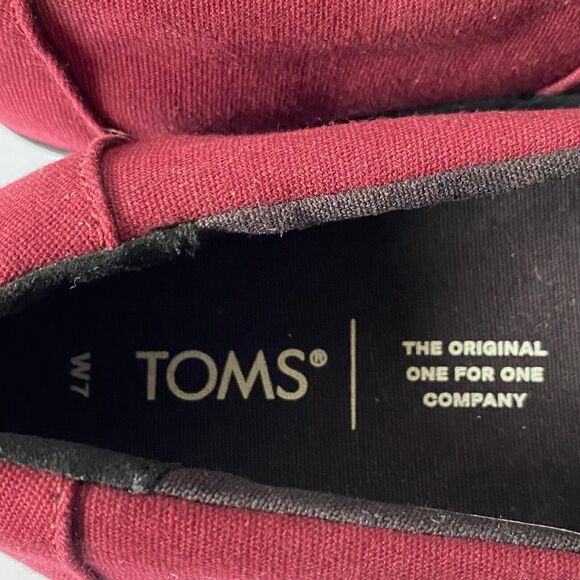 W7
TOMS®
THE ORIGINAL
ONE FOR ONE
COMPANY